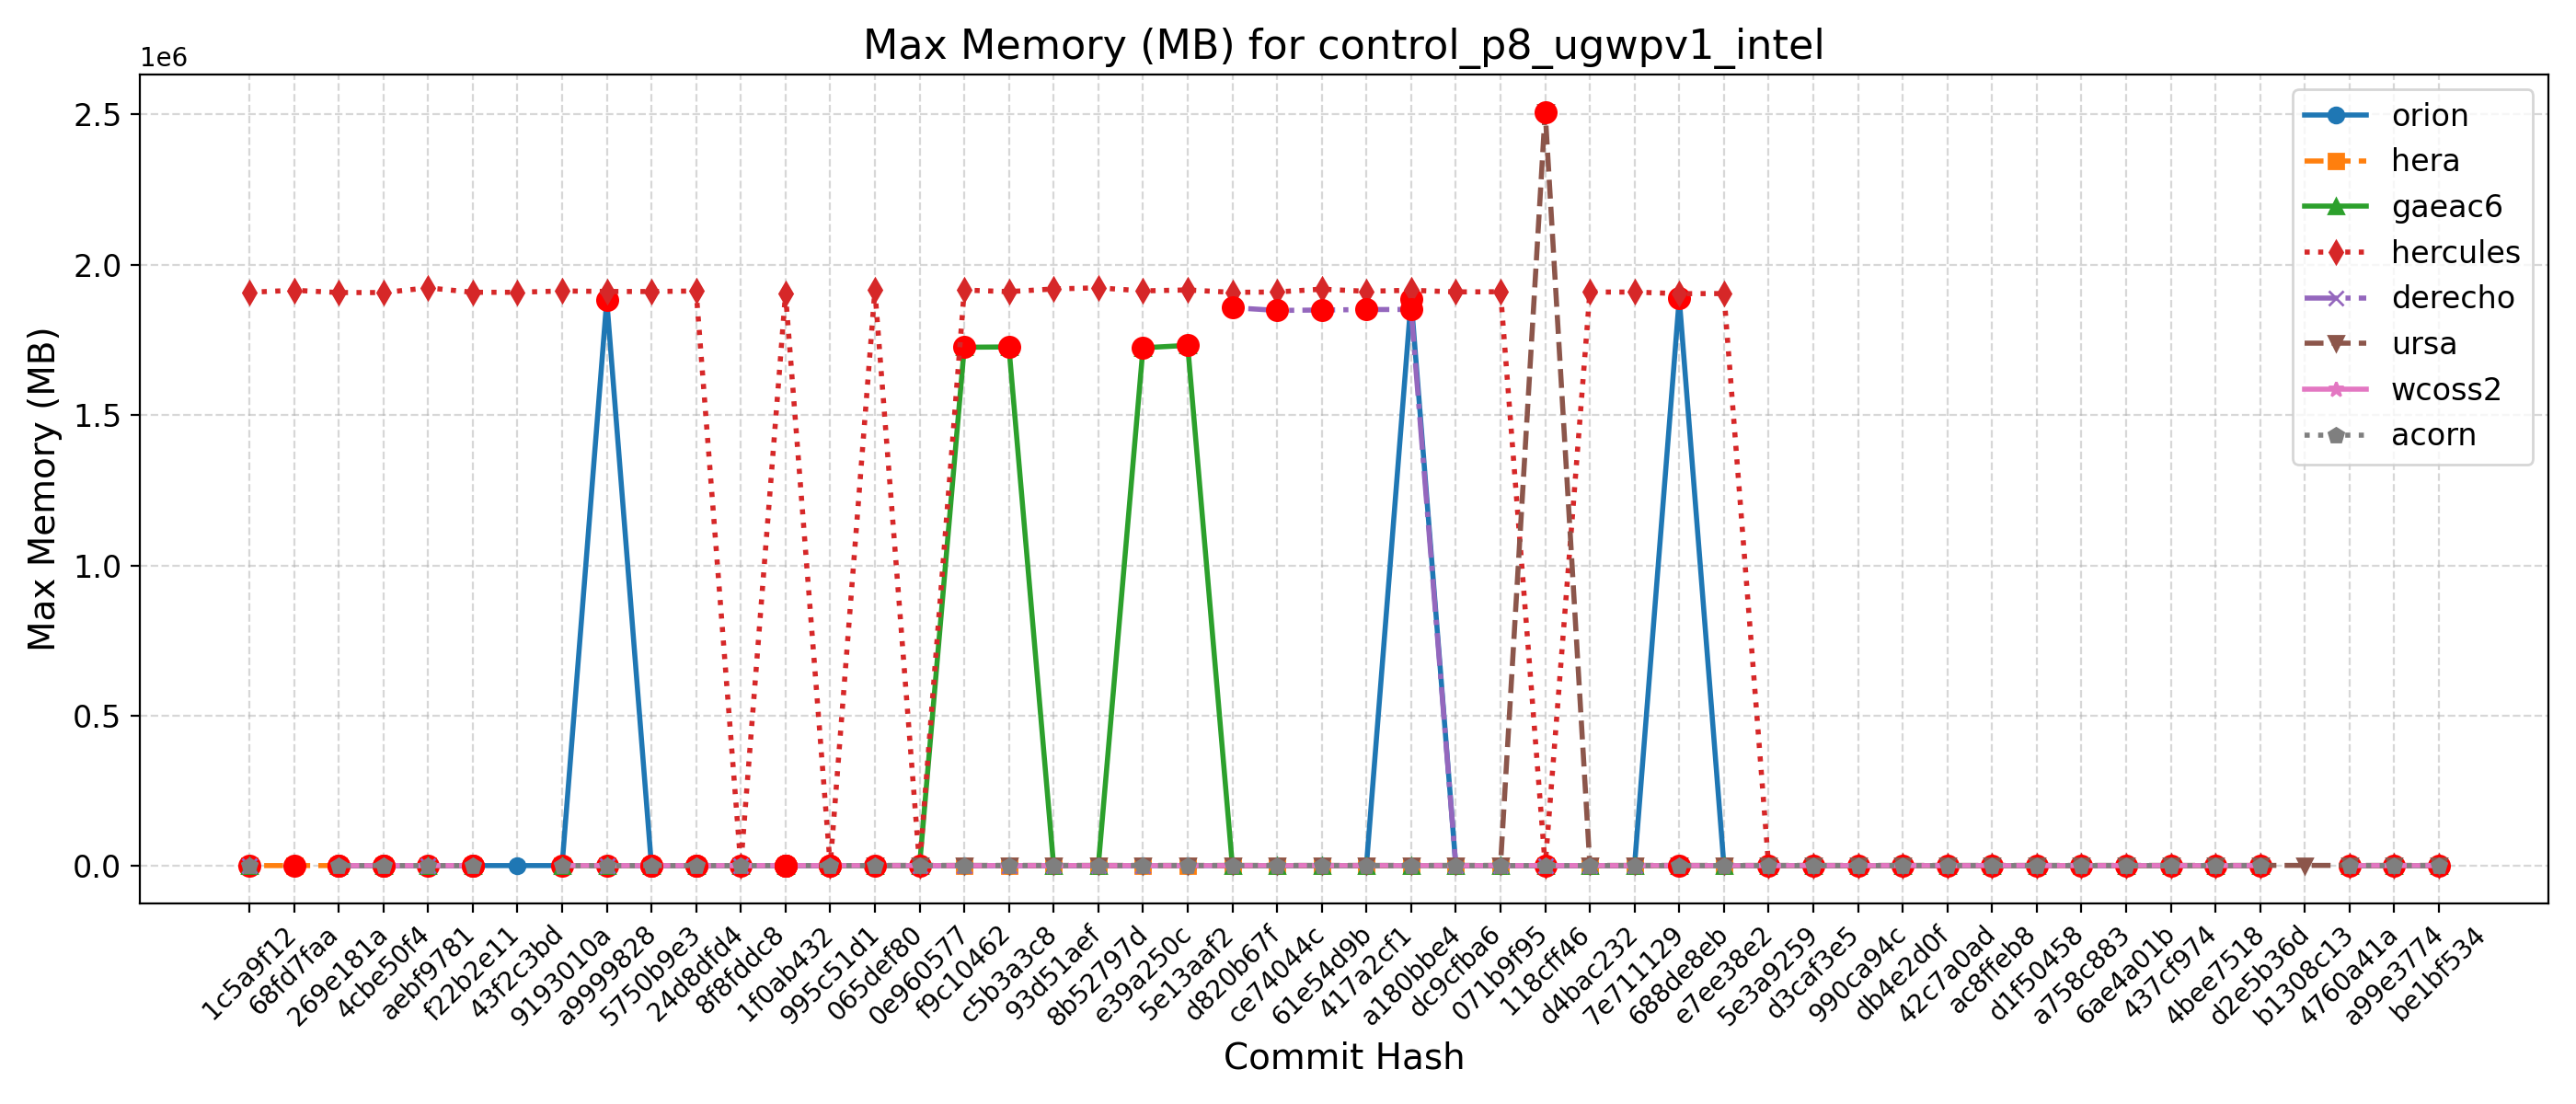 Max Memory (MB) for control_p8_ugwpv1_intel
1e6
2.5
2.0
1.5
1.0
0.5
0.0
Max Memory (MB)
orion
hera
gaeac6
hercules
derecho
ursa
wcoss2
acorn
1c5a9f12
68fd7faa
269e181a
4cbe50f4
aebf9781
f22b2e11
43f2c3bd
9193010a
a9999828
5750b9e3
24d8dfd4
8f8fddc8
1f0ab432
995c51d1
065def80
0e960577
f9c10462
c5b3a3c8
93d51aef
8b52797d
e39a250c
5e13aaf2
d820b67f
ce74044c
61e54d9b
417a2cf1
a180bbe4
dc9cfba6
071b9f95
118cff46
d4bac232
7e711129
688de8eb
e7ee38e2
5e3a9259
d3caf3e5
990ca94c
db4e2d0f
42c7a0ad
ac8ffeb8
d1f50458
a758c883
6ae4a01b
437cf974
4bee7518
d2e5b36d
b1308c13
4760a41a
a99e3774
be1bf534
Commit Hash